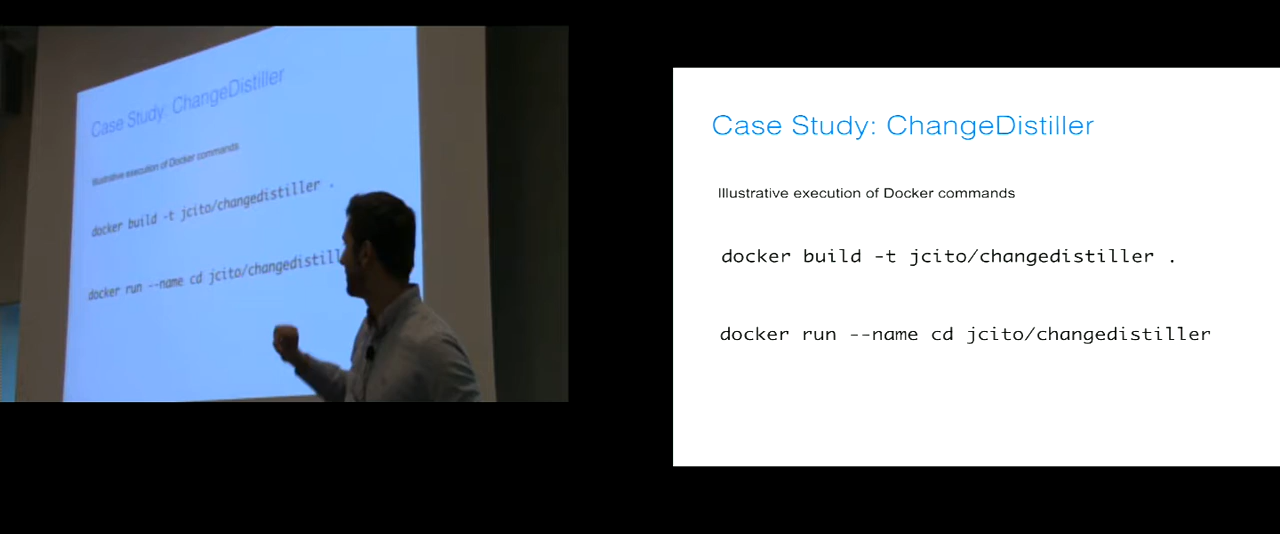 Case Study: ChangeDistiller
Illustrative execution of Docker commands
docker build -t jcito/changedistiller .
docker run --name cd jcito/changedistill
Case Study: ChangeDistiller
Illustrative execution of Docker commands
docker build -t jcito/changedistiller .
docker run --name cd jcito/changedistiller